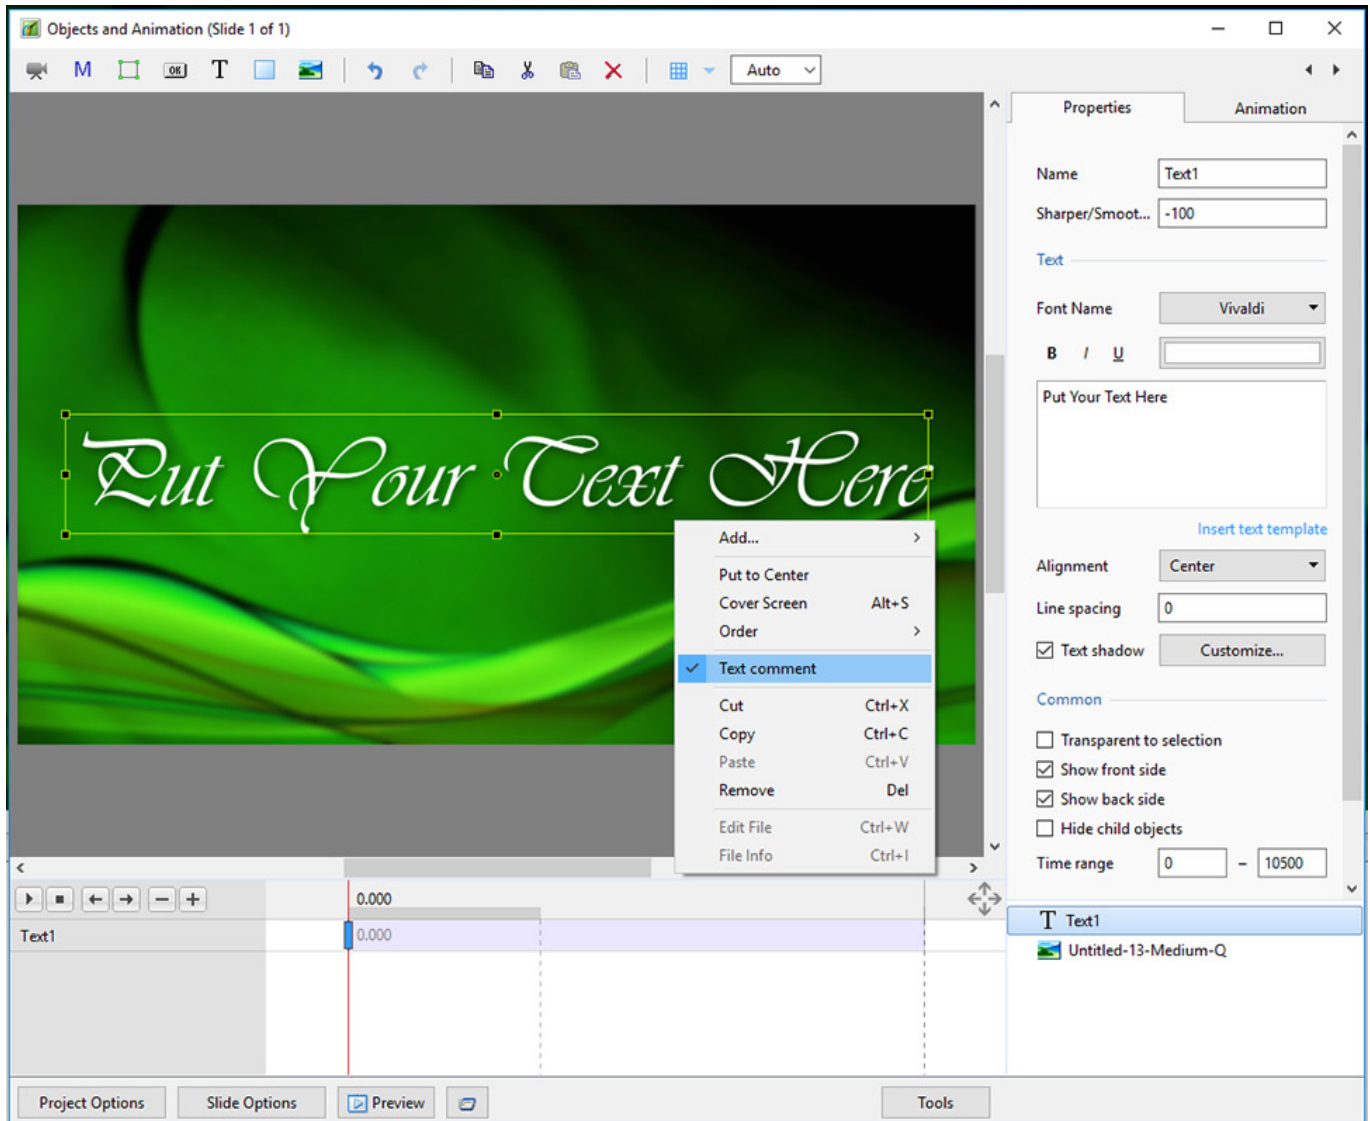 Objects and Animation (Slide 1 of 1)
M OK T Auto
Properties Animation
Name Text1
Sharper/Smoot... -100
Text
Font Name Vivaldi
B I U
Put Your Text Here
Insert text template
Alignment Center
Line spacing 0
Text shadow Customize...
Common
Transparent to selection
Show front side
Show back side
Hide child objects
Time range 0 – 10500
T Text1
Untitled-13-Medium-Q
Put Your Text Here
Add...
Put to Center
Cover Screen Alt+S
Order
Text comment
Cut Ctrl+X
Copy Ctrl+C
Paste Ctrl+V
Remove Del
Edit File Ctrl+W
File Info Ctrl+I
0.000
Text1 0.000
Project Options Slide Options Preview Tools